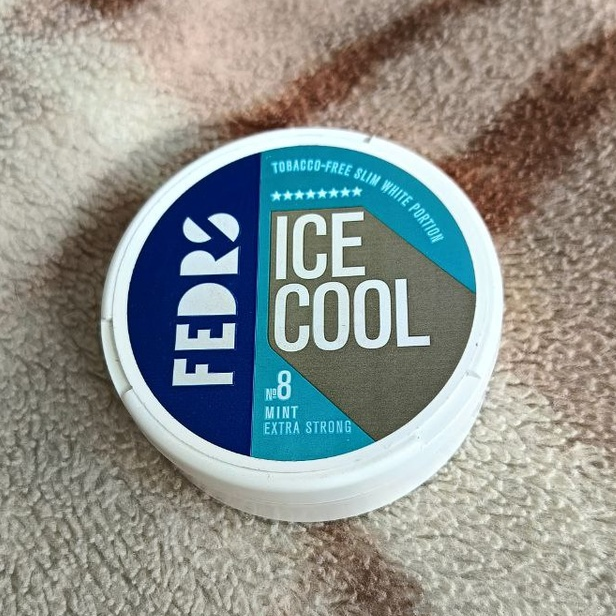 FEDRS
TOBACCO-FREE SLIM WHITE PORTION
ICE
COOL
№8
MINT
EXTRA STRONG